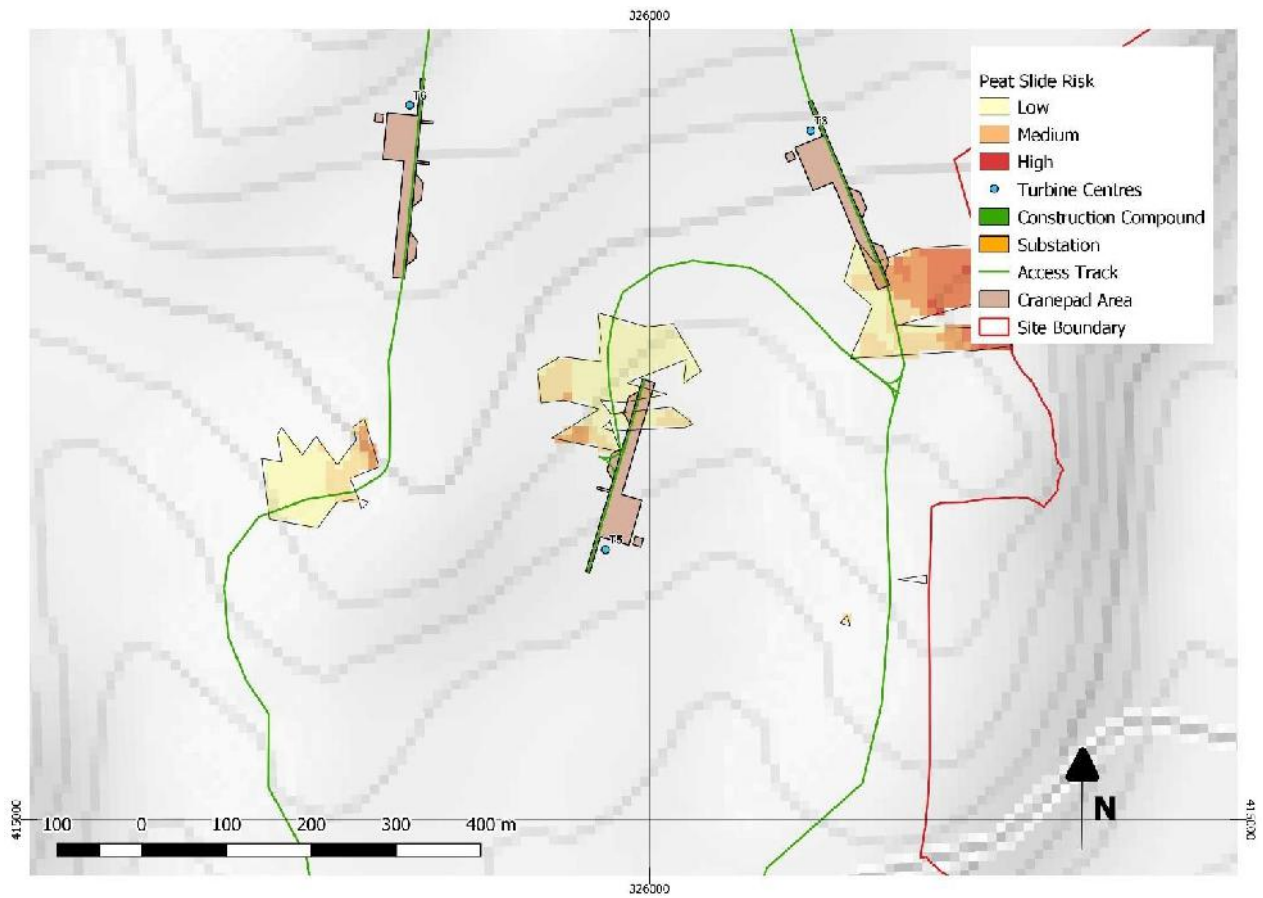 326000
Peat Slide Risk
Low
Medium
High
Turbine Centres
Construction Compound
Substation
Access Track
Cranepad Area
Site Boundary
T6
T3
T5
415000
415000
100 0 100 200 300 400 m
N
326000